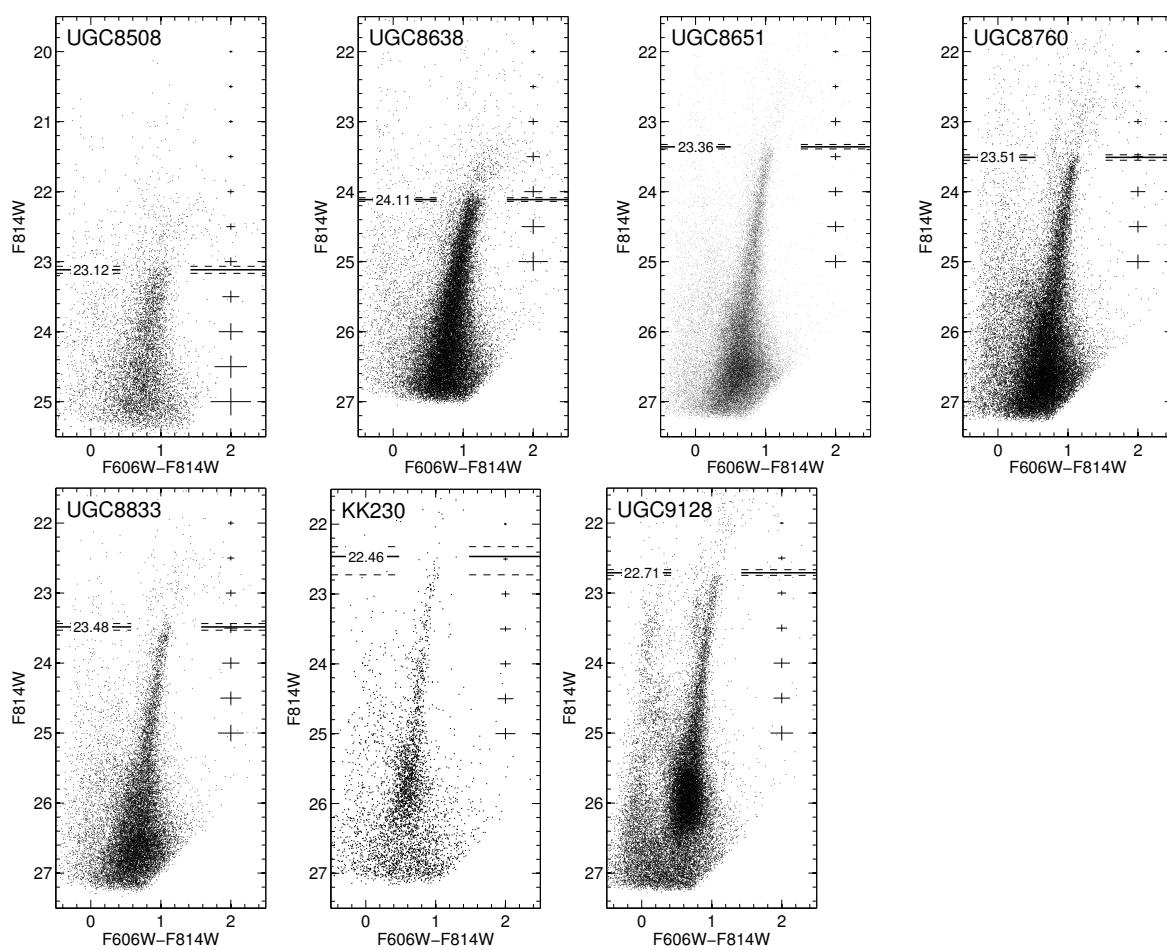 UGC8508
20
21
22
23
24
25
F814W
23.12
0 1 2
F606W−F814W
UGC8638
22
23
24
25
26
27
F814W
24.11
0 1 2
F606W−F814W
UGC8651
22
23
24
25
26
27
F814W
23.36
0 1 2
F606W−F814W
UGC8760
22
23
24
25
26
27
F814W
23.51
0 1 2
F606W−F814W
UGC8833
22
23
24
25
26
27
F814W
23.48
0 1 2
F606W−F814W
KK230
22
23
24
25
26
27
F814W
22.46
0 1 2
F606W−F814W
UGC9128
22
23
24
25
26
27
F814W
22.71
0 1 2
F606W−F814W